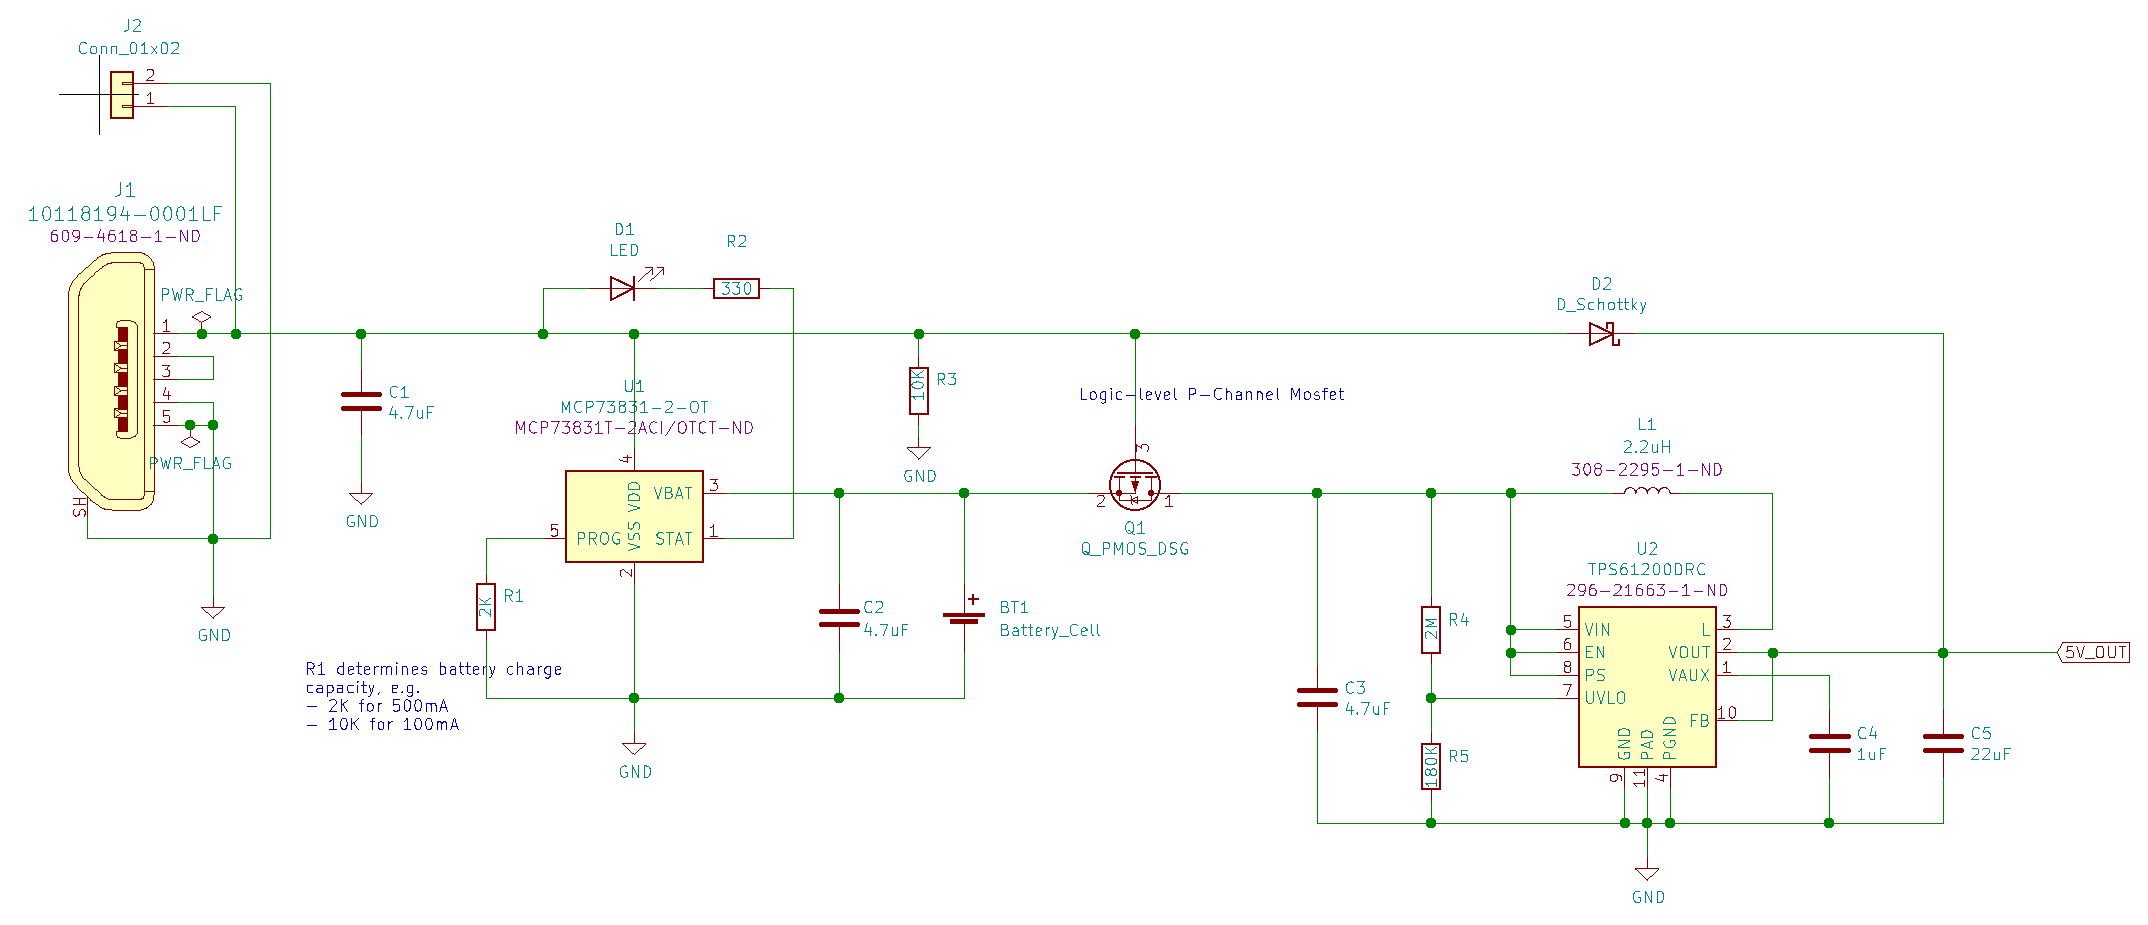 J2
Conn_01x02
2
1
J1
10118194-0001LF
609-4618-1-ND
PWR_FLAG
1
2
3
4
5
PWR_FLAG
SH
GND
C1
4.7uF
GND
D1
LED
R2
330
U1
MCP73831-2-OT
MCP73831T-2ACI/OTCT-ND
4
VDD
VBAT
3
5
PROG
VSS
STAT
1
2
R1
2K
R1 determines battery charge
capacity, e.g.
- 2K for 500mA
- 10K for 100mA
GND
C2
4.7uF
BT1
Battery_Cell
R3
10K
GND
Logic-level P-Channel Mosfet
3
2
1
Q1
Q_PMOS_DSG
D2
D_Schottky
L1
2.2uH
308-2295-1-ND
U2
TPS61200DRC
296-21663-1-ND
5
VIN
L
3
6
EN
VOUT
2
8
PS
VAUX
1
7
UVLO
FB
10
GND
PAD
PGND
9
11
4
R4
2M
R5
180K
C3
4.7uF
C4
1uF
C5
22uF
5V_OUT
GND